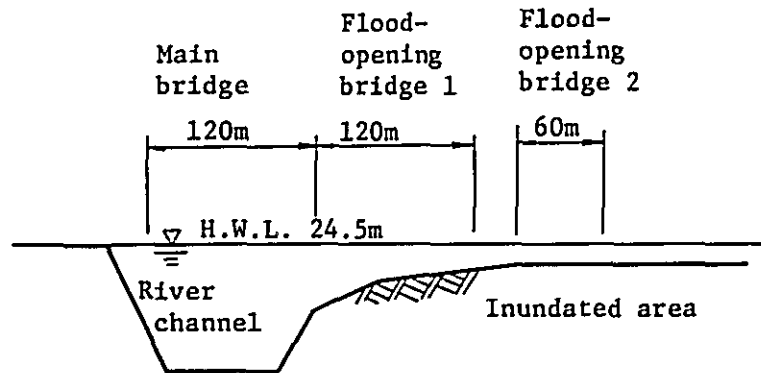 Main
bridge
Flood-
opening
bridge 1
Flood-
opening
bridge 2
120m
120m
60m
H.W.L. 24.5m
River
channel
Inundated area